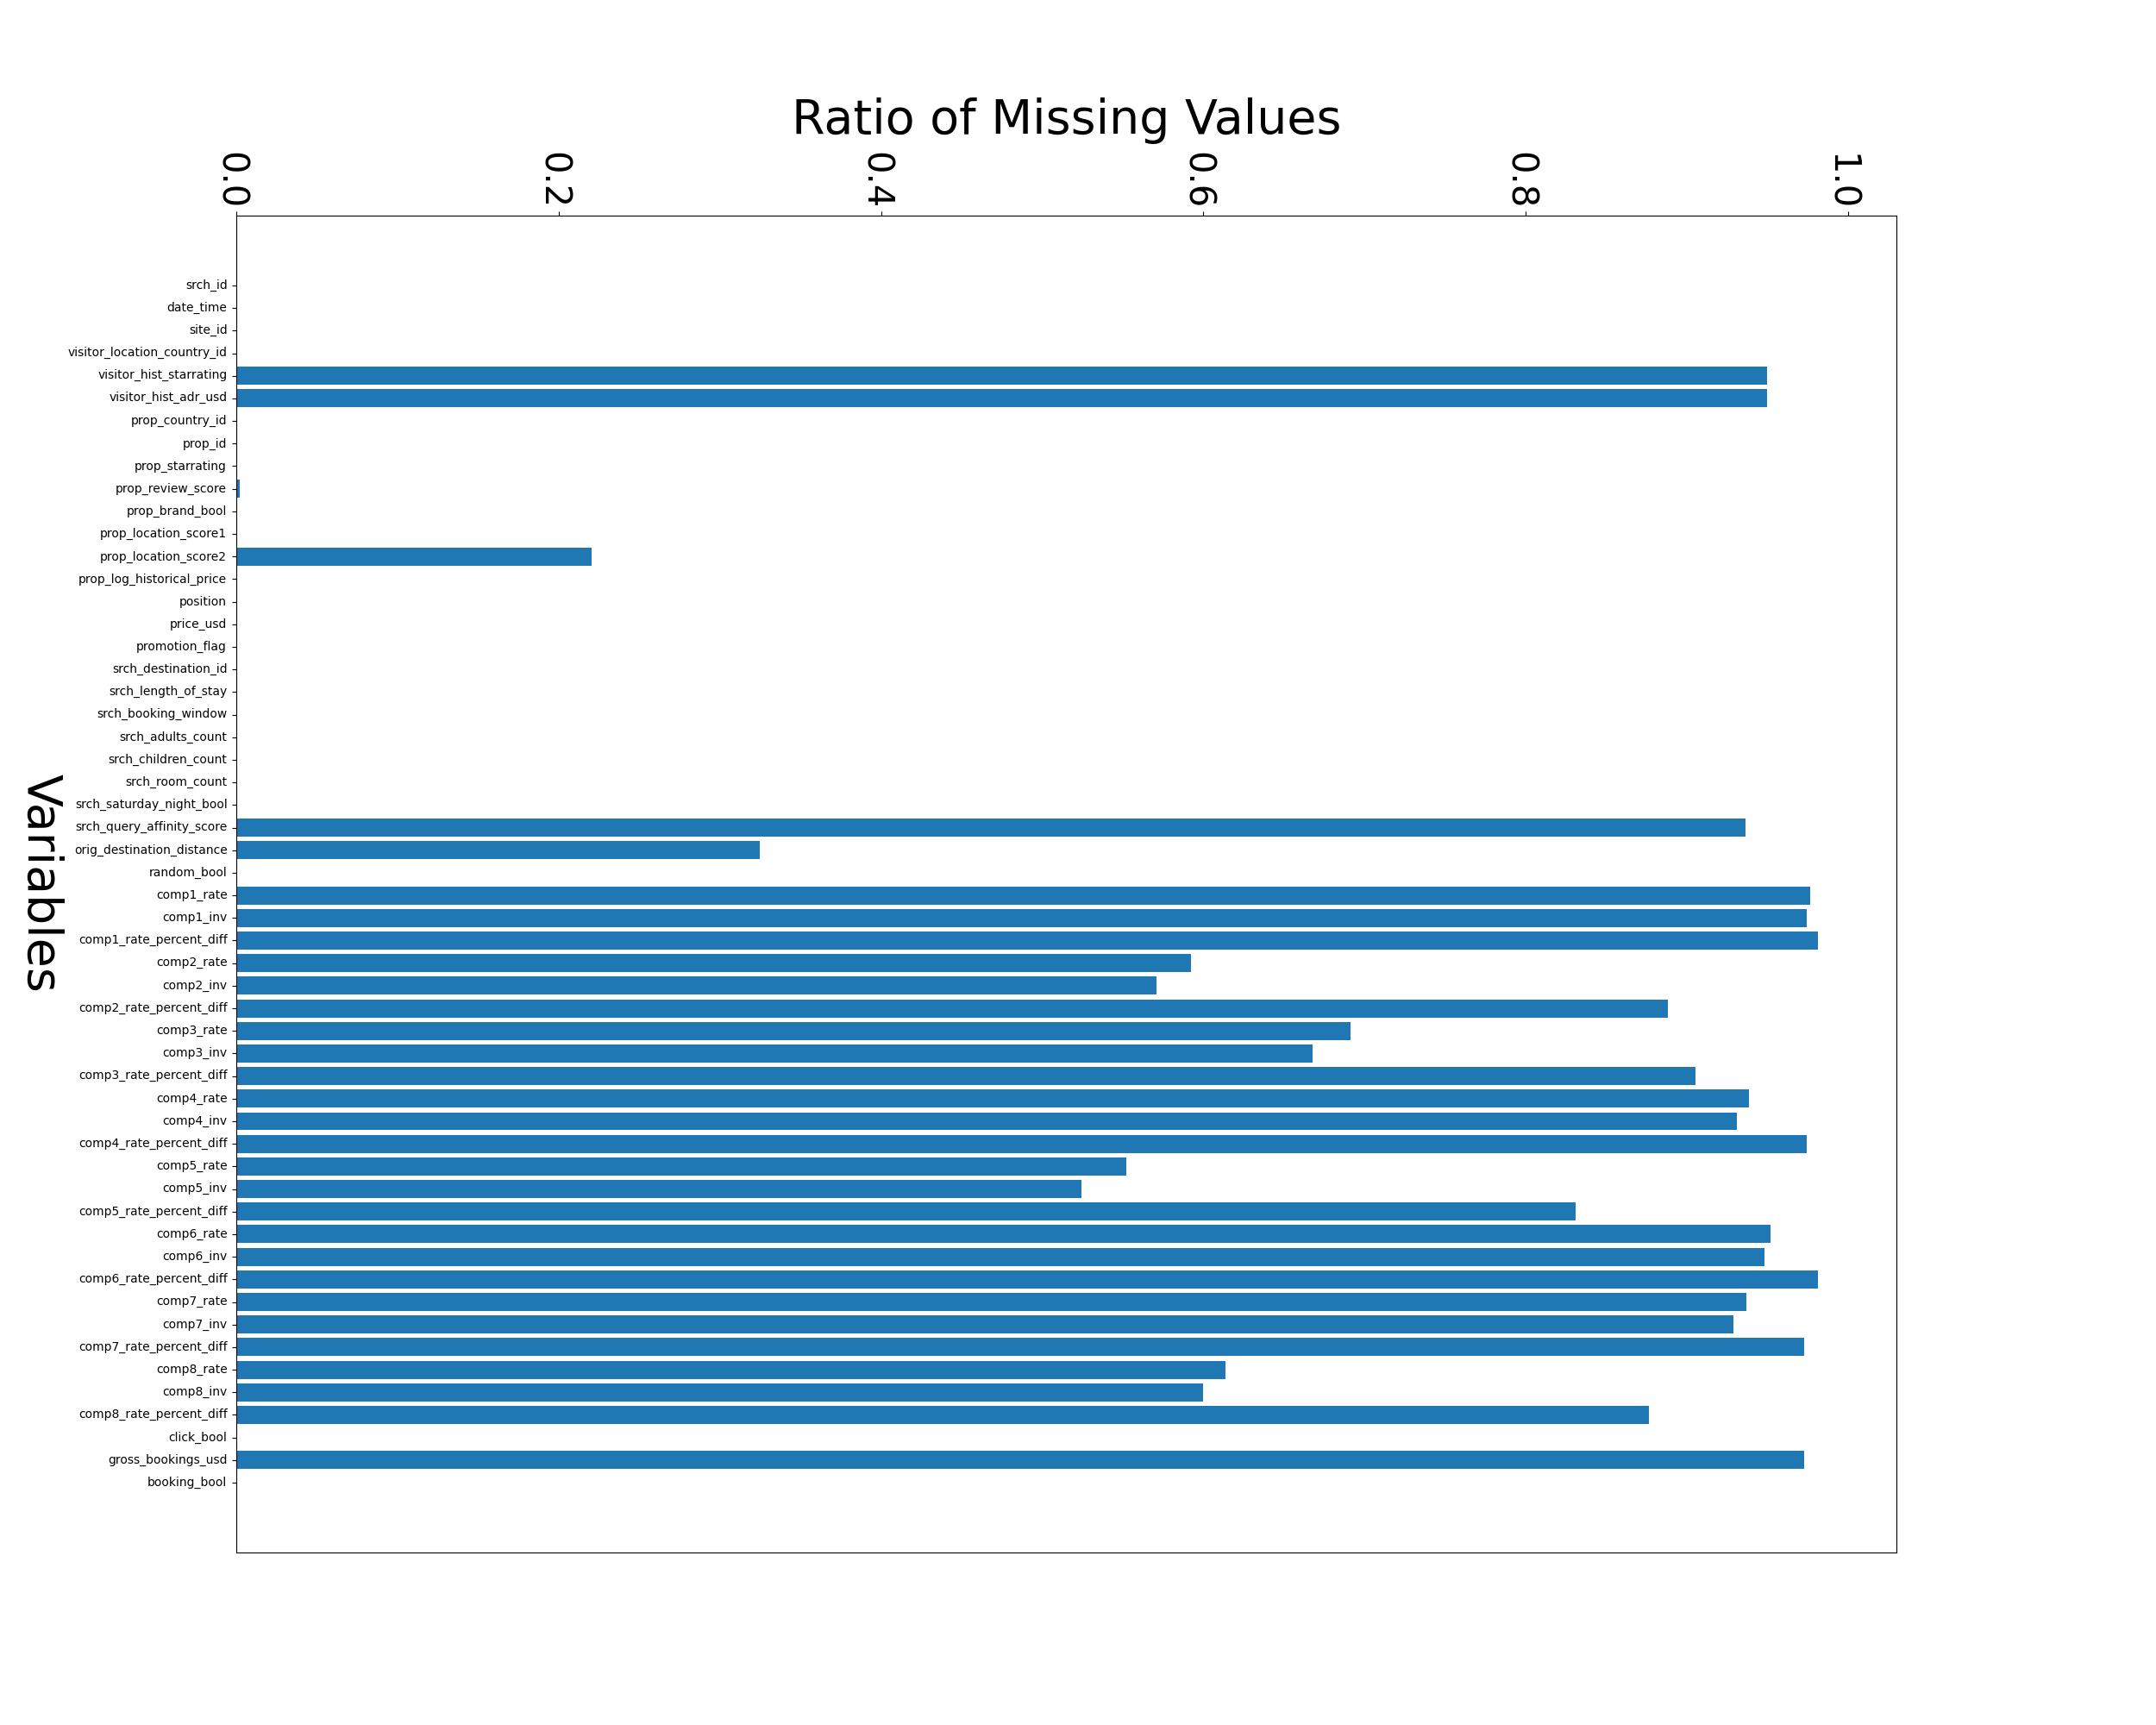 Ratio of Missing Values
0.0 0.2 0.4 0.6 0.8 1.0
srch_id
date_time
site_id
visitor_location_country_id
visitor_hist_starrating
visitor_hist_adr_usd
prop_country_id
prop_id
prop_starrating
prop_review_score
prop_brand_bool
prop_location_score1
prop_location_score2
prop_log_historical_price
position
price_usd
promotion_flag
srch_destination_id
srch_length_of_stay
srch_booking_window
srch_adults_count
srch_children_count
srch_room_count
srch_saturday_night_bool
srch_query_affinity_score
orig_destination_distance
random_bool
comp1_rate
comp1_inv
comp1_rate_percent_diff
comp2_rate
comp2_inv
comp2_rate_percent_diff
comp3_rate
comp3_inv
comp3_rate_percent_diff
comp4_rate
comp4_inv
comp4_rate_percent_diff
comp5_rate
comp5_inv
comp5_rate_percent_diff
comp6_rate
comp6_inv
comp6_rate_percent_diff
comp7_rate
comp7_inv
comp7_rate_percent_diff
comp8_rate
comp8_inv
comp8_rate_percent_diff
click_bool
gross_bookings_usd
booking_bool
Variables